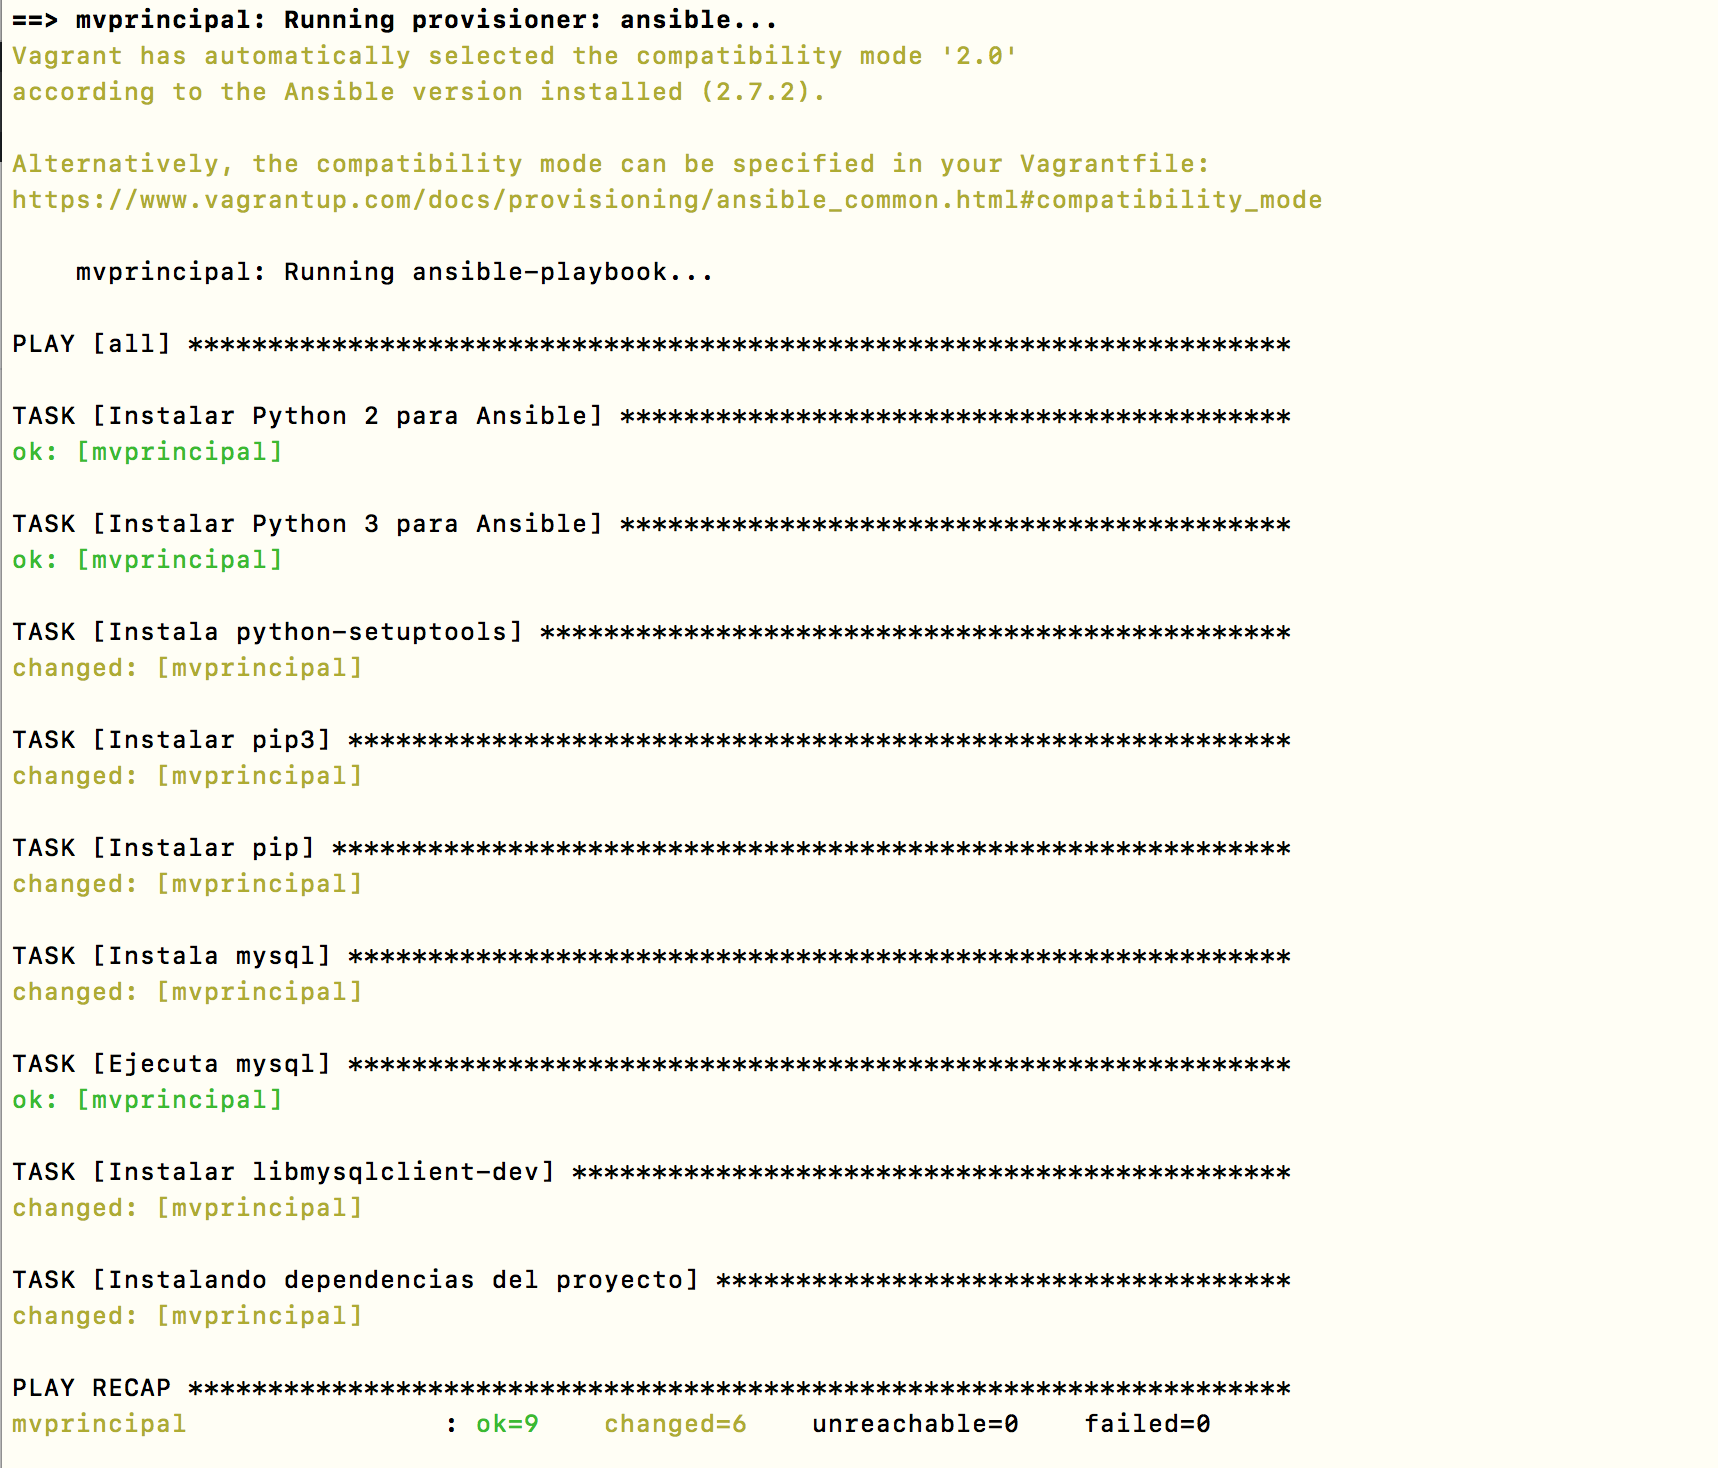 ==> mvprincipal: Running provisioner: ansible...
Vagrant has automatically selected the compatibility mode '2.0'
according to the Ansible version installed (2.7.2).
Alternatively, the compatibility mode can be specified in your Vagrantfile:
https://www.vagrantup.com/docs/provisioning/ansible_common.html#compatibility_mode
    mvprincipal: Running ansible-playbook...
PLAY [all] *********************************************************************
TASK [Instalar Python 2 para Ansible] ******************************************
ok: [mvprincipal]
TASK [Instalar Python 3 para Ansible] ******************************************
ok: [mvprincipal]
TASK [Instala python-setuptools] ***********************************************
changed: [mvprincipal]
TASK [Instalar pip3] ***********************************************************
changed: [mvprincipal]
TASK [Instalar pip] ************************************************************
changed: [mvprincipal]
TASK [Instala mysql] ***********************************************************
changed: [mvprincipal]
TASK [Ejecuta mysql] ***********************************************************
ok: [mvprincipal]
TASK [Instalar libmysqlclient-dev] *********************************************
changed: [mvprincipal]
TASK [Instalando dependencias del proyecto] ************************************
changed: [mvprincipal]
PLAY RECAP *********************************************************************
mvprincipal                : ok=9    changed=6    unreachable=0    failed=0